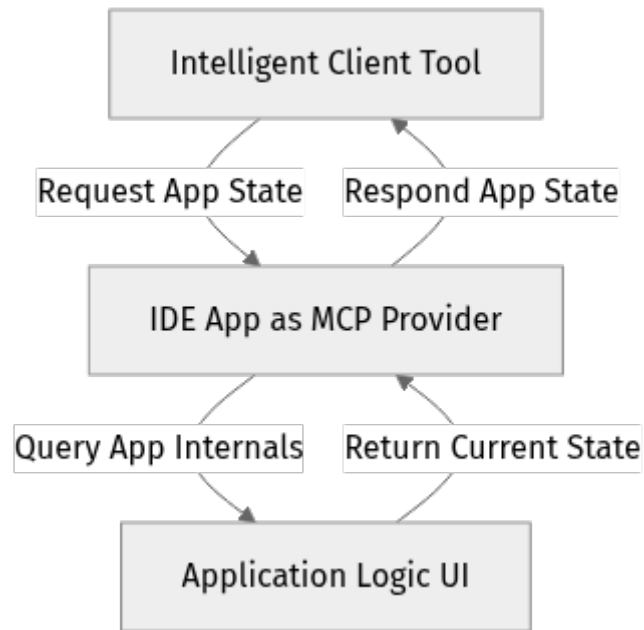 Intelligent Client Tool
Request App State
Respond App State
IDE App as MCP Provider
Query App Internals
Return Current State
Application Logic UI